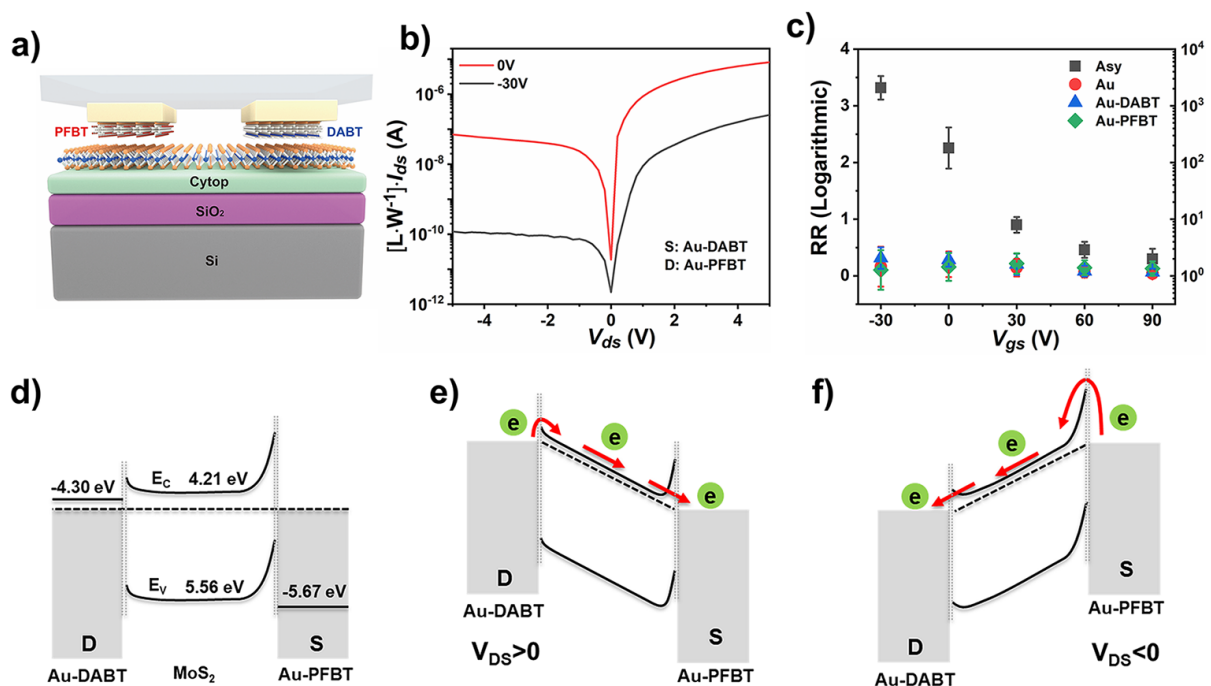 a)
PFBT
DABT
Cytop
SiO₂
Si
b)
0V
-30V
[L·W⁻¹]·I_ds (A)
10⁻⁶
10⁻⁸
10⁻¹⁰
10⁻¹²
S: Au-DABT
D: Au-PFBT
-4 -2 0 2 4
V_ds (V)
c)
RR (Logarithmic)
4
3
2
1
0
Asy
Au
Au-DABT
Au-PFBT
10⁴
10³
10²
10¹
10⁰
-30 0 30 60 90
V_gs (V)
d)
-4.30 eV
E_C 4.21 eV
E_V 5.56 eV
-5.67 eV
D
S
Au-DABT
MoS₂
Au-PFBT
e)
e
e
e
D
Au-DABT
S
V_DS>0
Au-PFBT
f)
e
e
e
S
Au-PFBT
D
V_DS<0
Au-DABT